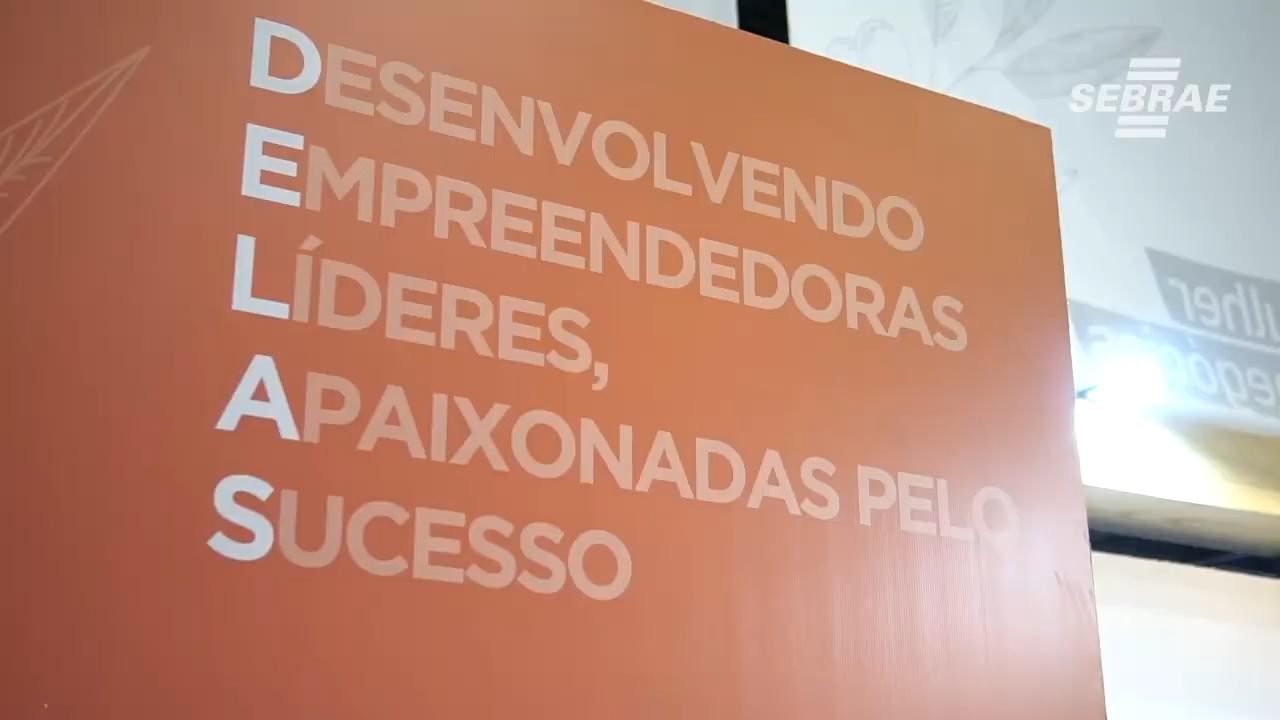 DESENVOLVENDO
EMPREENDEDORAS
LÍDERES,
APAIXONADAS PELO
SUCESSO
SEBRAE